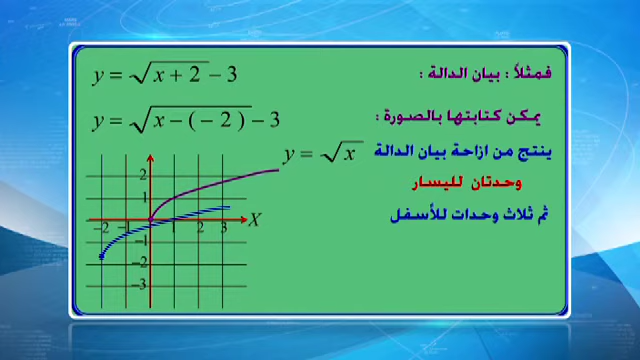 فمثلاً : بيان الدالة :
y = √x + 2 − 3
يمكن كتابتها بالصورة :
y = √x − ( − 2 ) − 3
ينتج من ازاحة بيان الدالة y = √x
وحدتان لليسار
ثم ثلاث وحدات للأسفل
2
1
−2 −1 1 2 3 X
−1
−2
−3